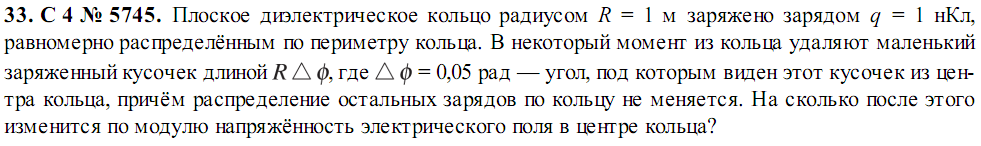 33. C 4 № 5745. Плоское диэлектрическое кольцо радиусом R = 1 м заряжено зарядом q = 1 нКл,
равномерно распределённым по периметру кольца. В некоторый момент из кольца удаляют маленький
заряженный кусочек длиной R △ ϕ, где △ ϕ = 0,05 рад — угол, под которым виден этот кусочек из цен-
тра кольца, причём распределение остальных зарядов по кольцу не меняется. На сколько после этого
изменится по модулю напряжённость электрического поля в центре кольца?